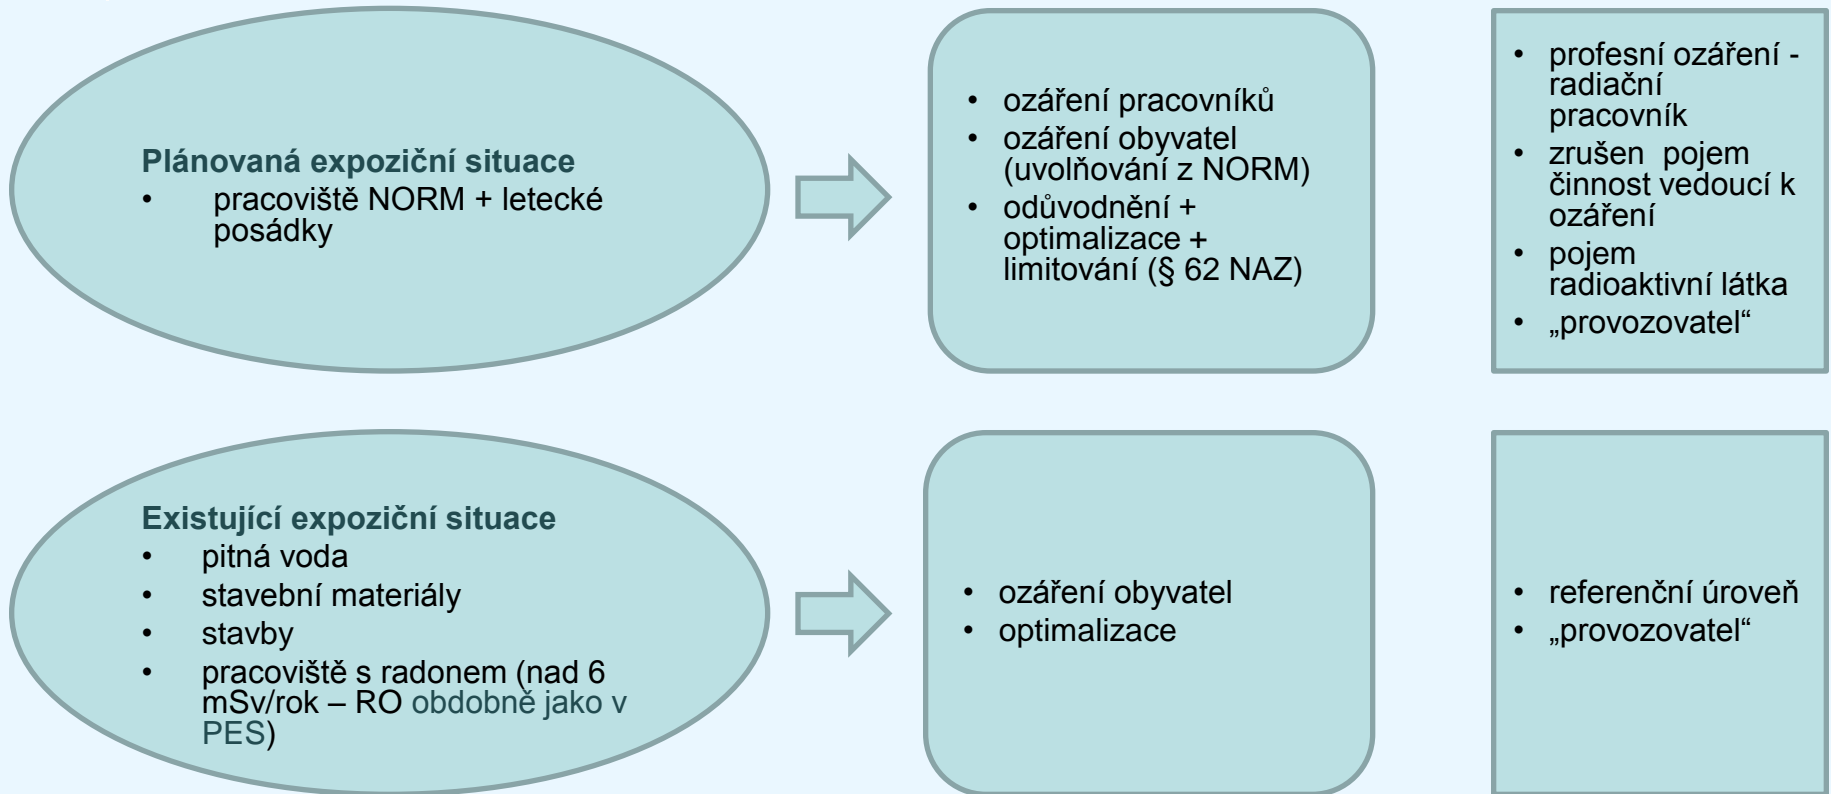 Plánovaná expoziční situace
• pracoviště NORM + letecké
posádky
• ozáření pracovníků
• ozáření obyvatel
(uvolňování z NORM)
• odůvodnění +
optimalizace +
limitování (§ 62 NAZ)
• profesní ozáření -
radiační
pracovník
• zrušen  pojem
činnost vedoucí k
ozáření
• pojem
radioaktivní látka
• „provozovatel“
Existující expoziční situace
• pitná voda
• stavební materiály
• stavby
• pracoviště s radonem (nad 6
mSv/rok – RO obdobně jako v
PES)
• ozáření obyvatel
• optimalizace
• referenční úroveň
• „provozovatel“